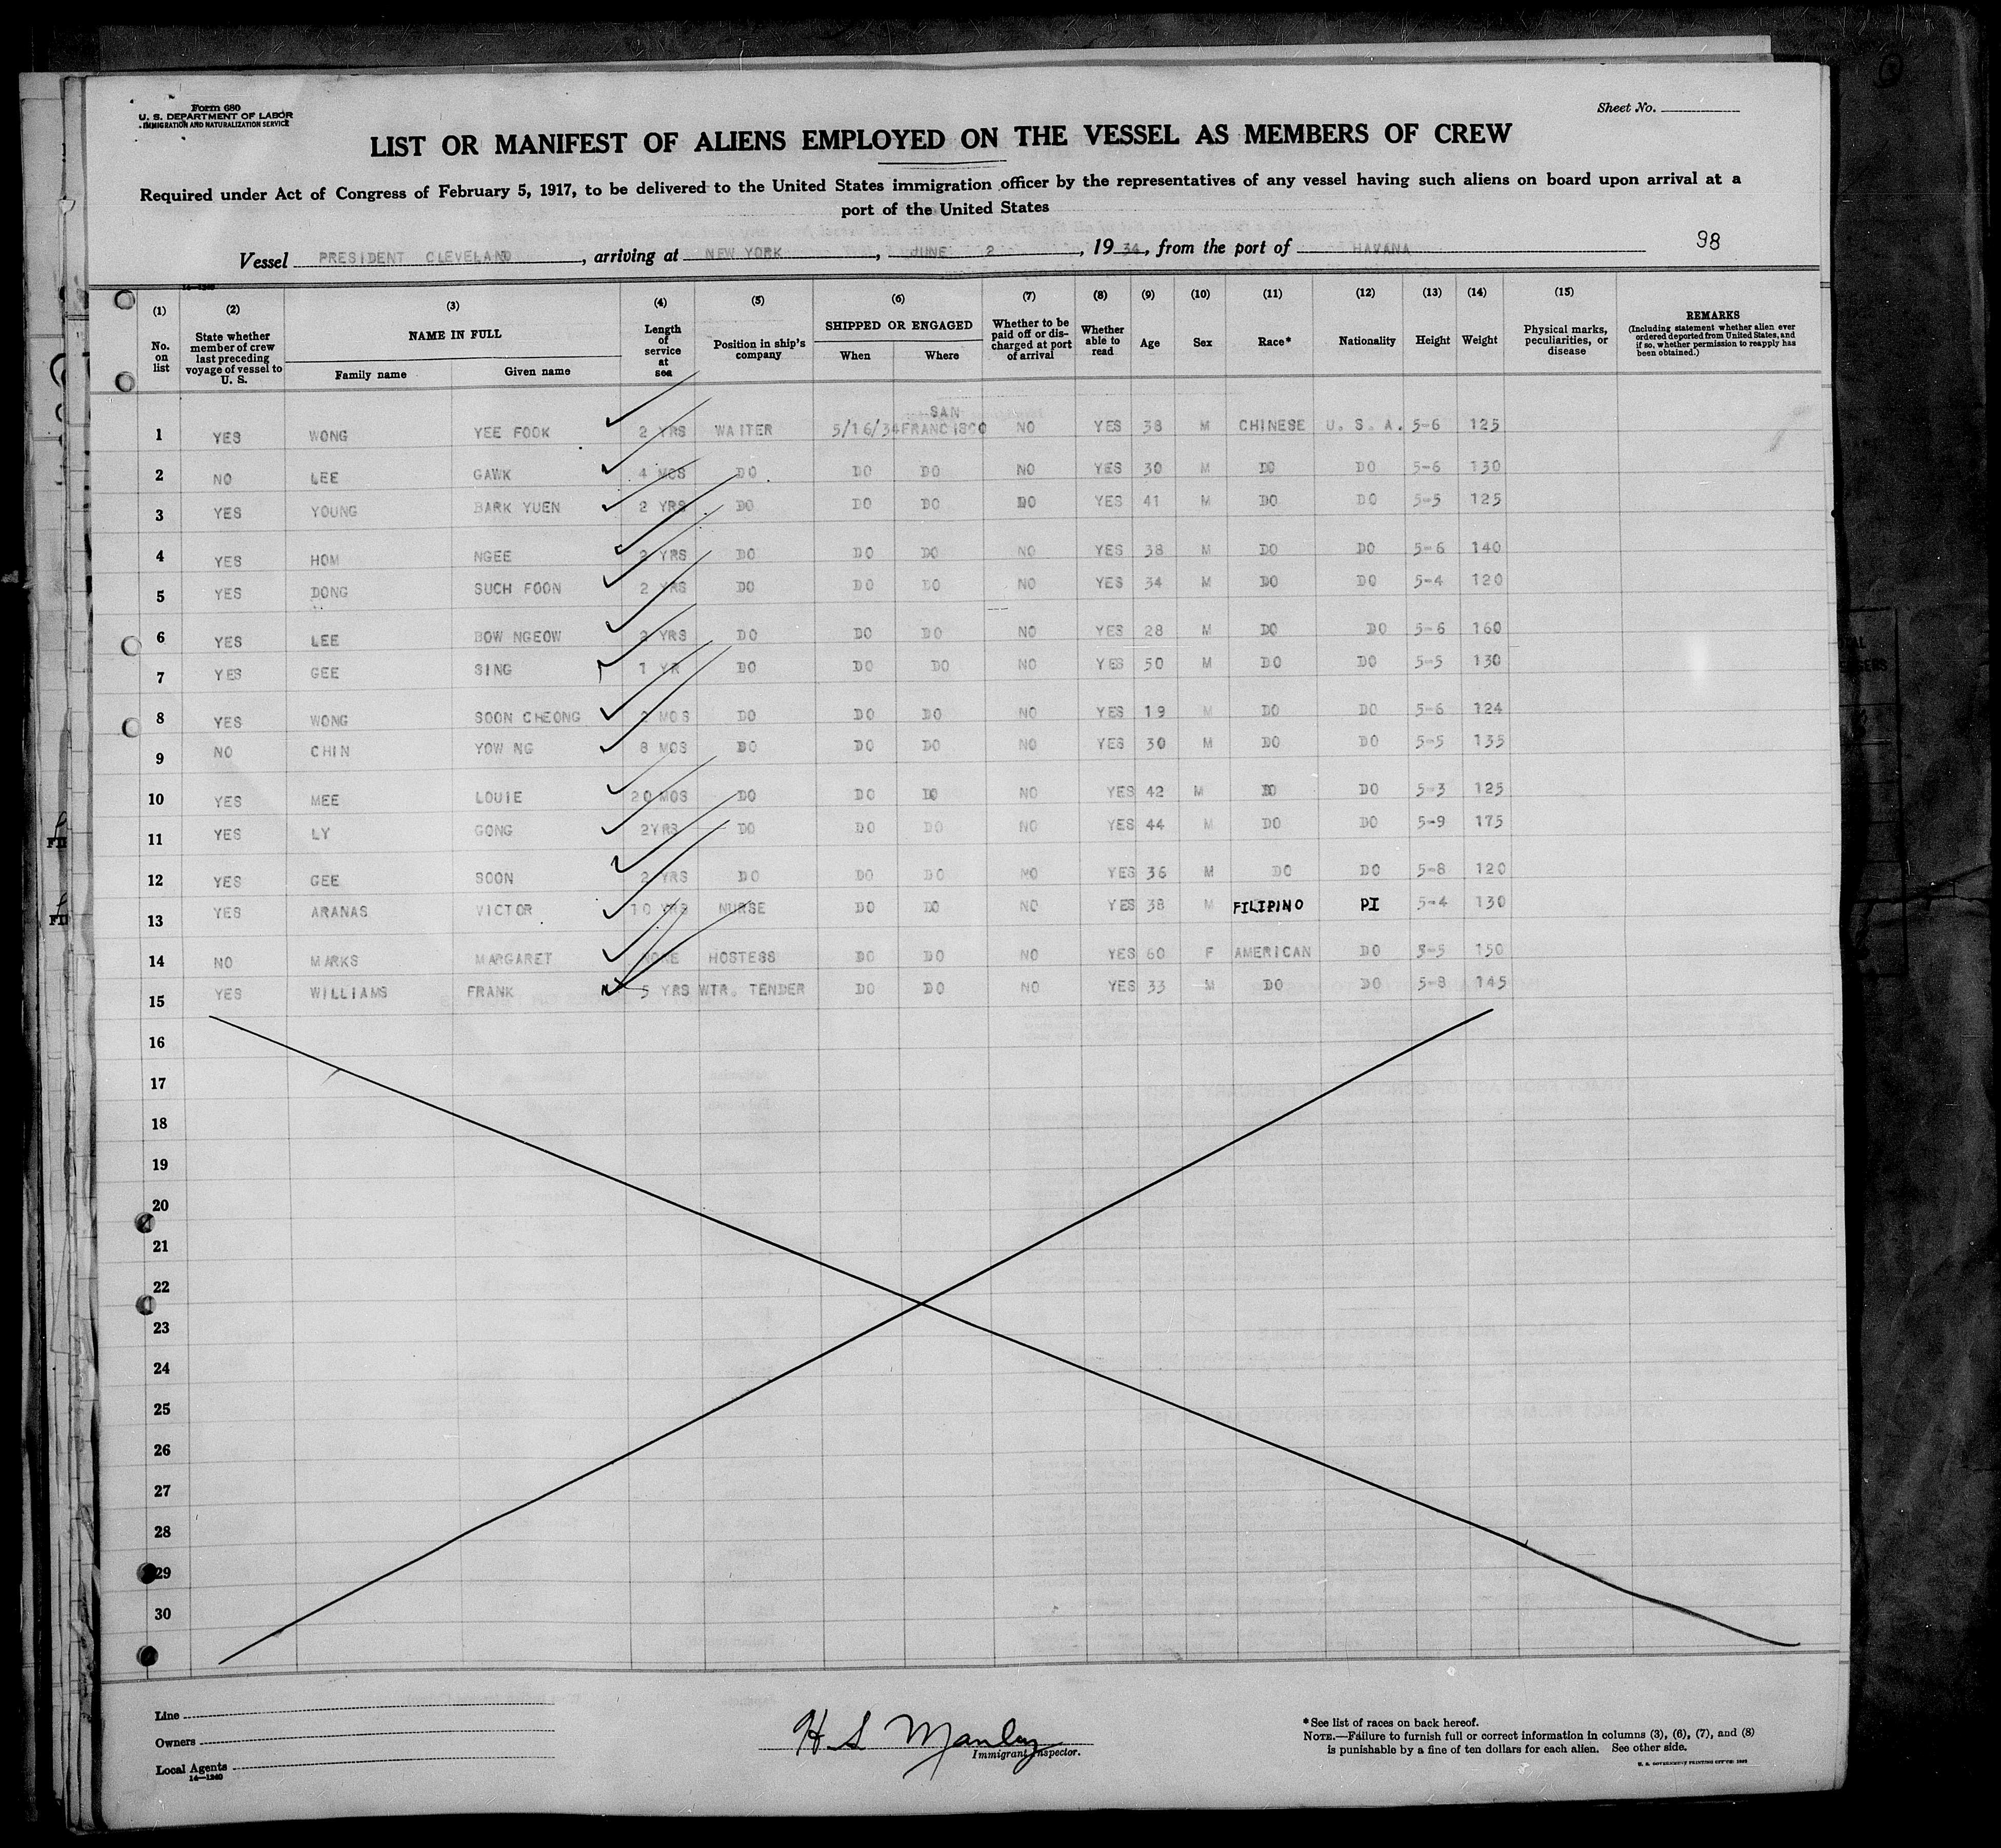 Form 680
U. S. DEPARTMENT OF LABOR
IMMIGRATION AND NATURALIZATION SERVICE
Sheet No.
LIST OR MANIFEST OF ALIENS EMPLOYED ON THE VESSEL AS MEMBERS OF CREW
Required under Act of Congress of February 5, 1917, to be delivered to the United States immigration officer by the representatives of any vessel having such aliens on board upon arrival at a
port of the United States
Vessel PRESIDENT CLEVELAND, arriving at NEW YORK, JUNE 2, 1934, from the port of HAVANA 98
14—1240
(1) (2) (3) (4) (5) (6) (7) (8) (9) (10) (11) (12) (13) (14) (15)
No. on list
State whether member of crew last preceding voyage of vessel to U. S.
NAME IN FULL
Family name Given name
Length of service at sea
Position in ship's company
SHIPPED OR ENGAGED
When Where
Whether to be paid off or discharged at port of arrival
Whether able to read
Age Sex Race* Nationality Height Weight
Physical marks, peculiarities, or disease
REMARKS
(Including statement whether alien ever ordered deported from United States, and if so, whether permission to reapply has been obtained.)
1 YES WONG YEE FOOK 2 YRS WAITER 5/16/34 SAN FRANCISCO NO YES 38 M CHINESE U. S. A. 5-6 125
2 NO LEE GAWK 4 MOS DO DO DO NO YES 30 M DO DO 5-6 130
3 YES YOUNG BARK YUEN 2 YRS DO DO DO DO YES 41 M DO DO 5-5 125
4 YES HOM NGEE 2 YRS DO DO DO NO YES 38 M DO DO 5-6 140
5 YES DONG SUCH FOON 2 YRS DO DO DO NO YES 34 M DO DO 5-4 120
6 YES LEE BOW NGEOW 2 YRS DO DO DO NO YES 28 M DO DO 5-6 160
7 YES GEE SING 1 YR DO DO DO NO YES 50 M DO DO 5-5 130
8 YES WONG SOON CHEONG 2 MOS DO DO DO NO YES 19 M DO DO 5-6 124
9 NO CHIN YOW NG 8 MOS DO DO DO NO YES 30 M DO DO 5-5 135
10 YES MEE LOUIE 20 MOS DO DO DO NO YES 42 M DO DO 5-3 125
11 YES LY GONG 2YRS DO DO DO NO YES 44 M DO DO 5-9 175
12 YES GEE SOON 2 YRS DO DO DO NO YES 36 M DO DO 5-8 120
13 YES ARANAS VICTOR 10 YRS NURSE DO DO NO YES 38 M FILIPINO PI 5-4 130
14 NO MARKS MARGARET NONE HOSTESS DO DO NO YES 60 F AMERICAN DO 5-5 150
15 YES WILLIAMS FRANK 5 YRS WTR. TENDER DO DO NO YES 33 M DO DO 5-8 145
16
17
18
19
20
21
22
23
24
25
26
27
28
29
30
Line
Owners
Local Agents
14—1240
H S Manley
Immigrant Inspector.
*See list of races on back hereof.
NOTE.—Failure to furnish full or correct information in columns (3), (6), (7), and (8)
is punishable by a fine of ten dollars for each alien. See other side.